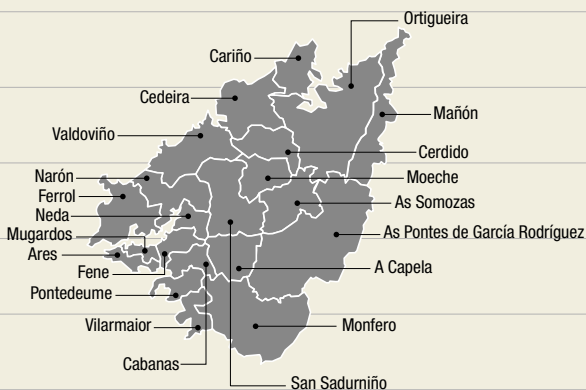 Ortigueira
Cariño
Cedeira
Mañón
Valdoviño
Cerdido
Narón
Moeche
Ferrol
As Somozas
Neda
Mugardos
As Pontes de García Rodríguez
Ares
Fene
A Capela
Pontedeume
Vilarmaior
Monfero
Cabanas
San Sadurniño